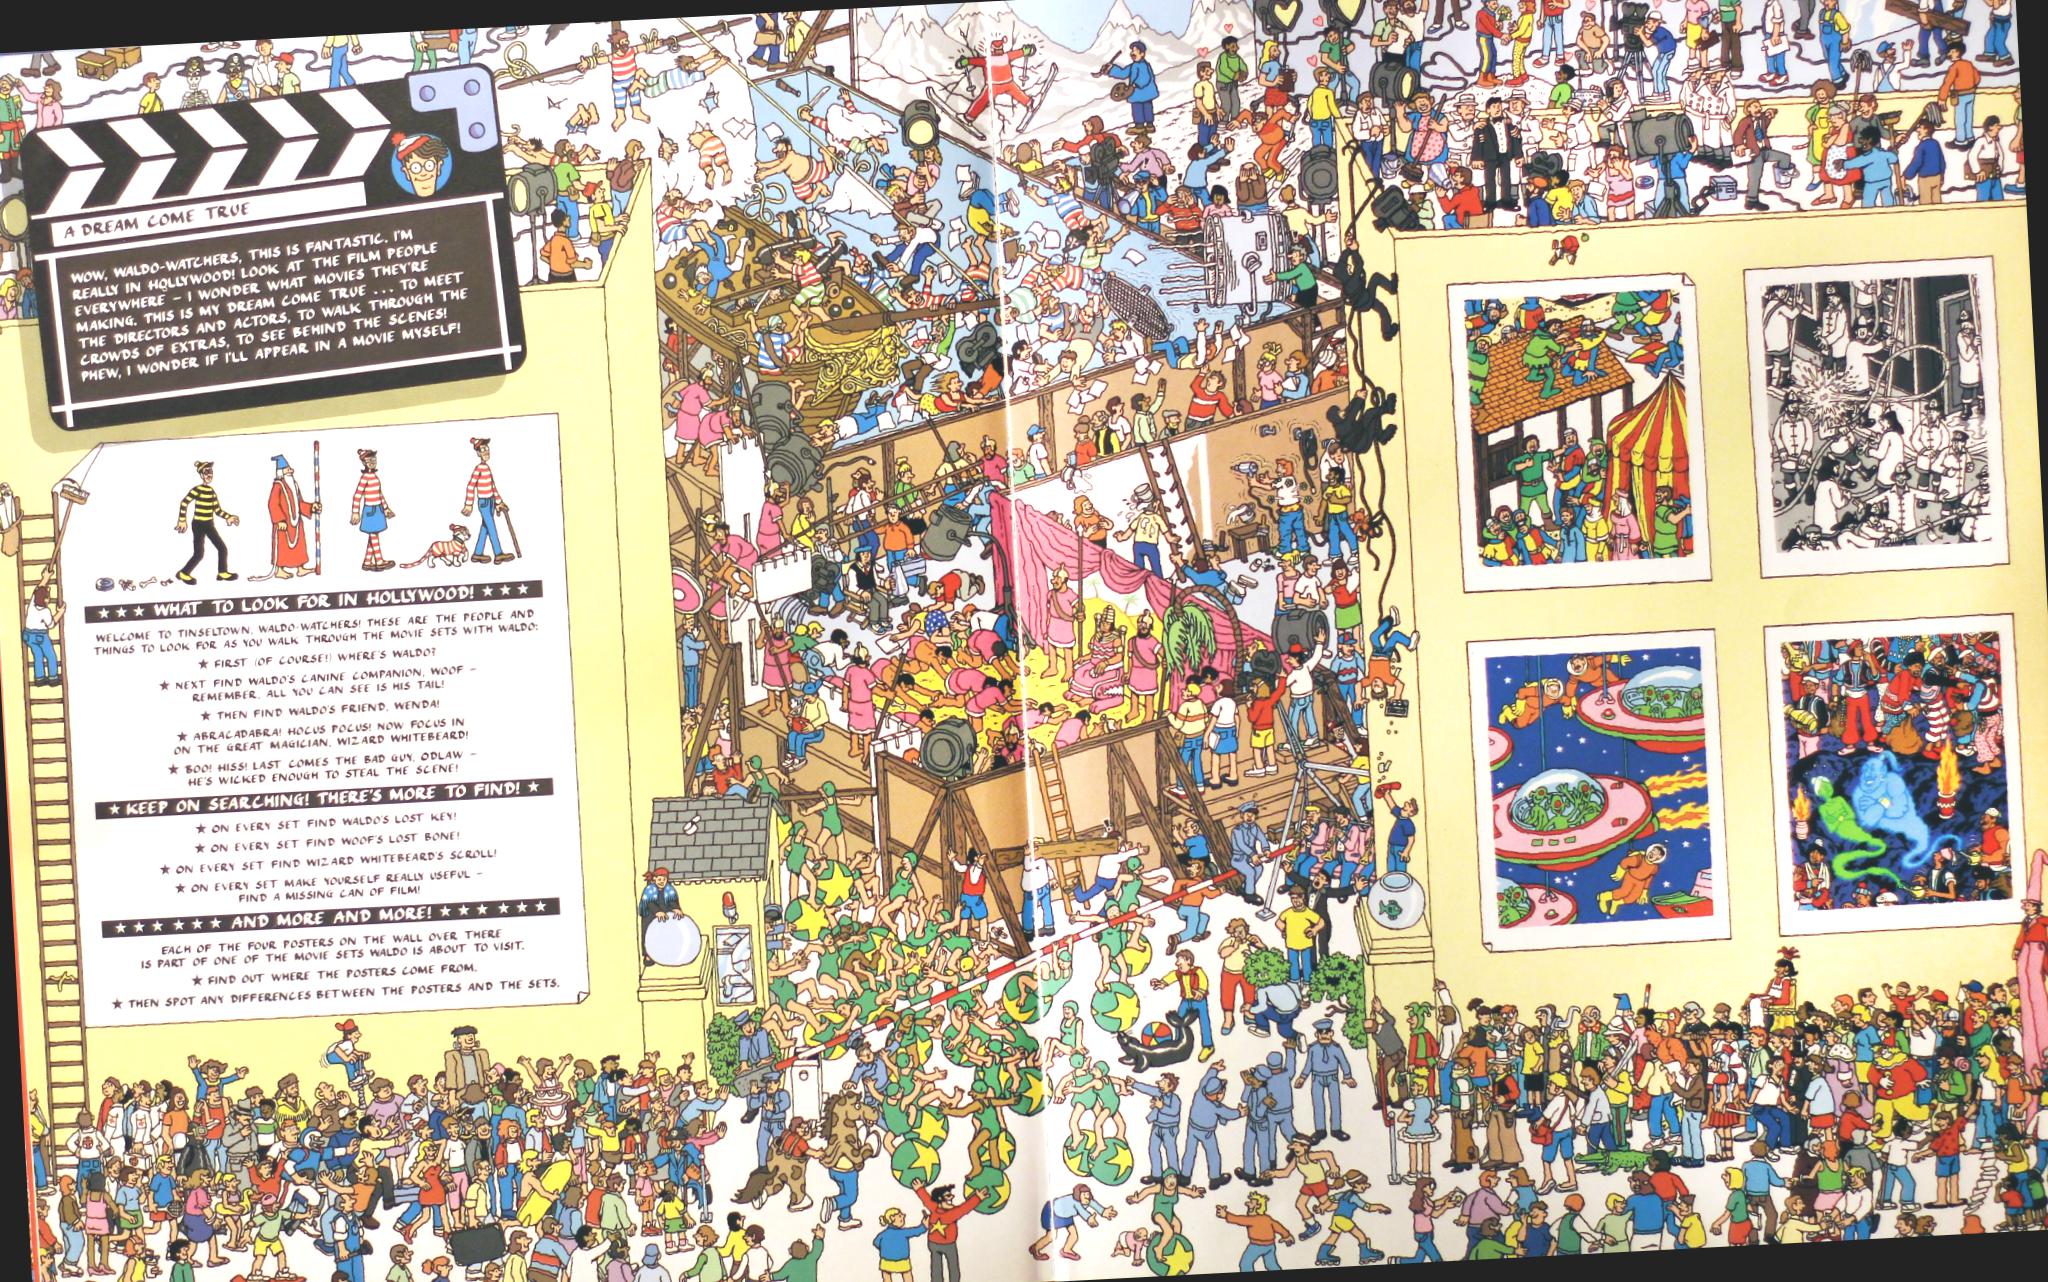 A DREAM COME TRUE
WOW, WALDO-WATCHERS, THIS IS FANTASTIC. I'M
REALLY IN HOLLYWOOD! LOOK AT THE FILM PEOPLE
EVERYWHERE – I WONDER WHAT MOVIES THEY'RE
MAKING. THIS IS MY DREAM COME TRUE . . . TO MEET
THE DIRECTORS AND ACTORS, TO WALK THROUGH THE
CROWDS OF EXTRAS, TO SEE BEHIND THE SCENES!
PHEW, I WONDER IF I'LL APPEAR IN A MOVIE MYSELF!
★ ★ ★ WHAT TO LOOK FOR IN HOLLYWOOD! ★ ★ ★
WELCOME TO TINSELTOWN, WALDO-WATCHERS! THESE ARE THE PEOPLE AND
THINGS TO LOOK FOR AS YOU WALK THROUGH THE MOVIE SETS WITH WALDO:
★ FIRST (OF COURSE!) WHERE'S WALDO?
★ NEXT FIND WALDO'S CANINE COMPANION, WOOF –
REMEMBER, ALL YOU CAN SEE IS HIS TAIL!
★ THEN FIND WALDO'S FRIEND, WENDA!
★ ABRACADABRA! HOCUS POCUS! NOW FOCUS IN
ON THE GREAT MAGICIAN, WIZARD WHITEBEARD!
★ BOO! HISS! LAST COMES THE BAD GUY, ODLAW –
HE'S WICKED ENOUGH TO STEAL THE SCENE!
★ KEEP ON SEARCHING! THERE'S MORE TO FIND! ★
★ ON EVERY SET FIND WALDO'S LOST KEY!
★ ON EVERY SET FIND WOOF'S LOST BONE!
★ ON EVERY SET FIND WIZARD WHITEBEARD'S SCROLL!
★ ON EVERY SET MAKE YOURSELF REALLY USEFUL –
FIND A MISSING CAN OF FILM!
★ ★ ★ ★ ★ ★ AND MORE AND MORE! ★ ★ ★ ★ ★ ★
EACH OF THE FOUR POSTERS ON THE WALL OVER THERE
IS PART OF ONE OF THE MOVIE SETS WALDO IS ABOUT TO VISIT.
★ FIND OUT WHERE THE POSTERS COME FROM.
★ THEN SPOT ANY DIFFERENCES BETWEEN THE POSTERS AND THE SETS.